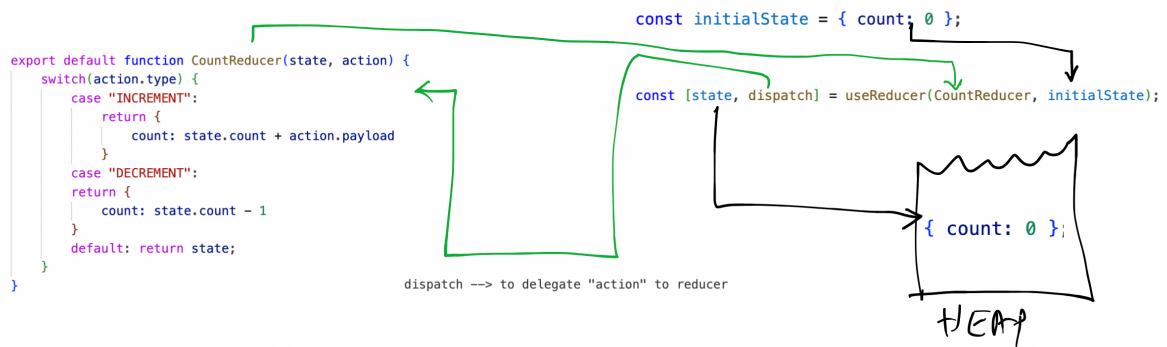 const initialState = { count: 0 };
export default function CountReducer(state, action) {
switch(action.type) {
case "INCREMENT":
return {
count: state.count + action.payload
}
case "DECREMENT":
return {
count: state.count - 1
}
default: return state;
}
}
const [state, dispatch] = useReducer(CountReducer, initialState);
{ count: 0 };
HEAP
dispatch --> to delegate "action" to reducer